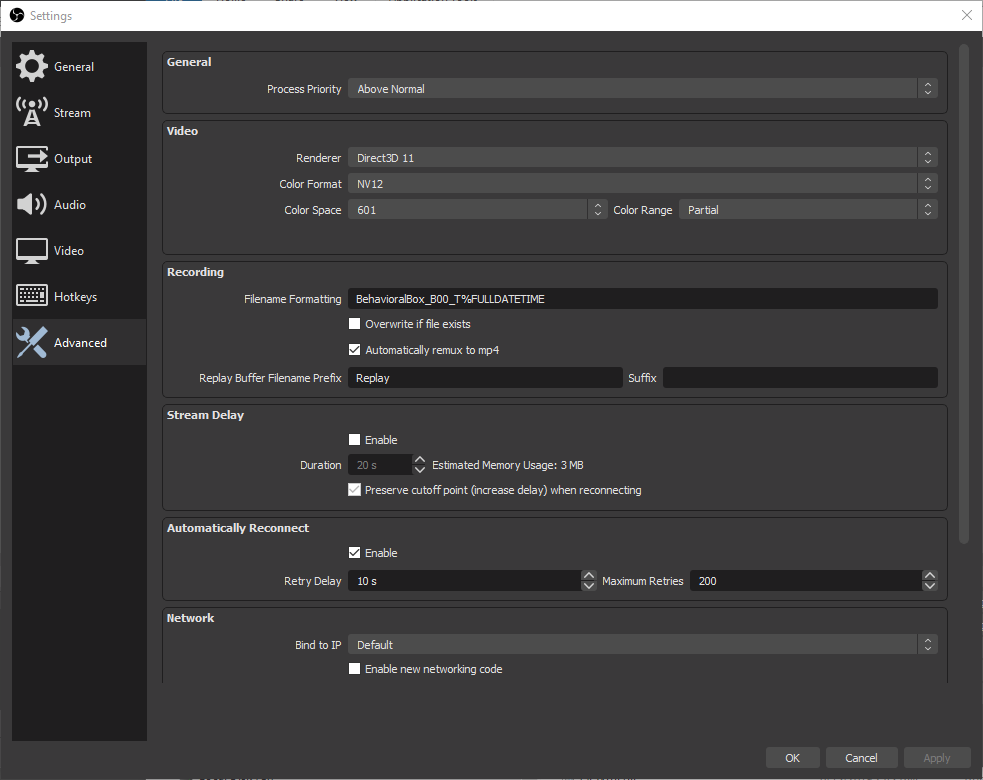 Settings
General
Stream
Output
Audio
Video
Hotkeys
Advanced
General
Process Priority Above Normal
Video
Renderer Direct3D 11
Color Format NV12
Color Space 601 Color Range Partial
Recording
Filename Formatting BehavioralBox_B00_T%FULLDATETIME
Overwrite if file exists
Automatically remux to mp4
Replay Buffer Filename Prefix Replay Suffix
Stream Delay
Enable
Duration 20 s Estimated Memory Usage: 3 MB
Preserve cutoff point (increase delay) when reconnecting
Automatically Reconnect
Enable
Retry Delay 10 s Maximum Retries 200
Network
Bind to IP Default
Enable new networking code
OK Cancel Apply